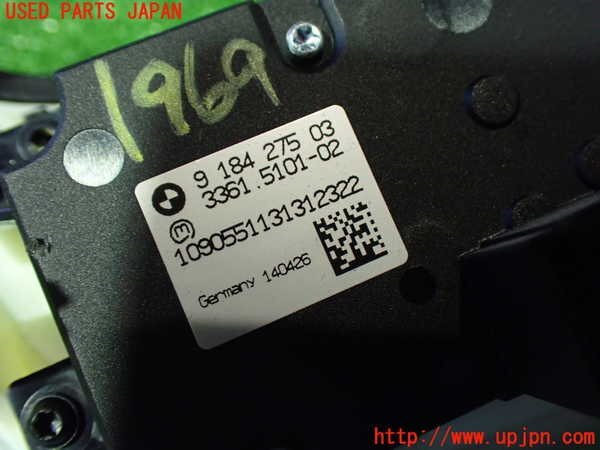 USED PARTS JAPAN
1969
9 184 275 03
3361.5101-02
M
1090551131312322
Germany 140426
http://www.upjpn.com/